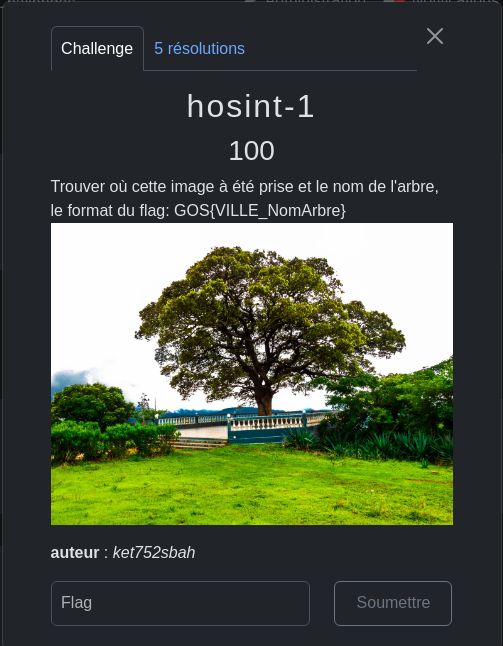 Challenge
5 résolutions
hosint-1
100
Trouver où cette image à été prise et le nom de l'arbre,
le format du flag: GOS{VILLE_NomArbre}
auteur : ket752sbah
Flag
Soumettre